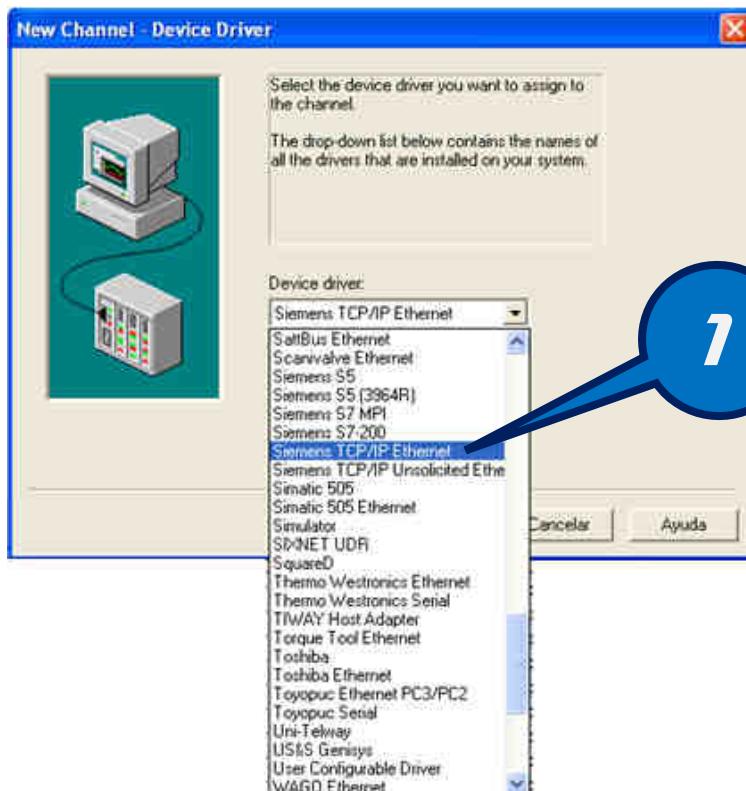 New Channel - Device Driver
Select the device driver you want to assign to
the channel.
The drop-down list below contains the names of
all the drivers that are installed on your system.
Device driver:
Siemens TCP/IP Ethernet
SattBus Ethernet
Scanivalve Ethernet
Siemens S5
Siemens S5 (3964R)
Siemens S7 MPI
Siemens S7-200
Siemens TCP/IP Ethernet
Siemens TCP/IP Unsolicited Ethe
Simatic 505
Simatic 505 Ethernet
Simulator
SIXNET UDR
SquareD
Thermo Westronics Ethernet
Thermo Westronics Serial
TIWAY Host Adapter
Torque Tool Ethernet
Toshiba
Toshiba Ethernet
Toyopuc Ethernet PC3/PC2
Toyopuc Serial
Uni-Telway
US&S Genisys
User Configurable Driver
WAGO Ethernet
Cancelar
Ayuda
1